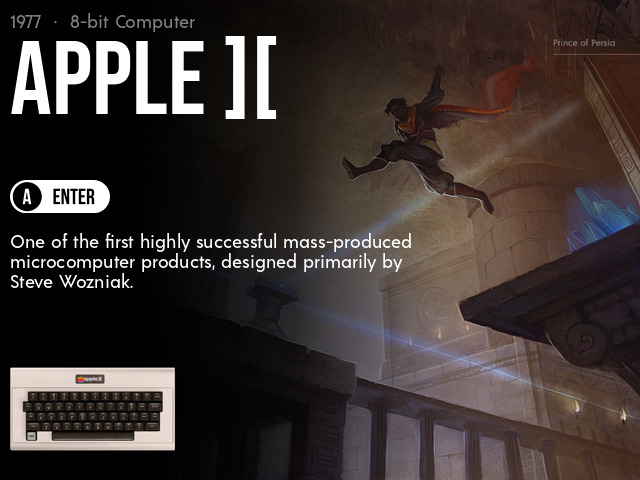 1977 · 8-bit Computer
APPLE ][
Prince of Persia
A ENTER
One of the first highly successful mass-produced
microcomputer products, designed primarily by
Steve Wozniak.
apple ][